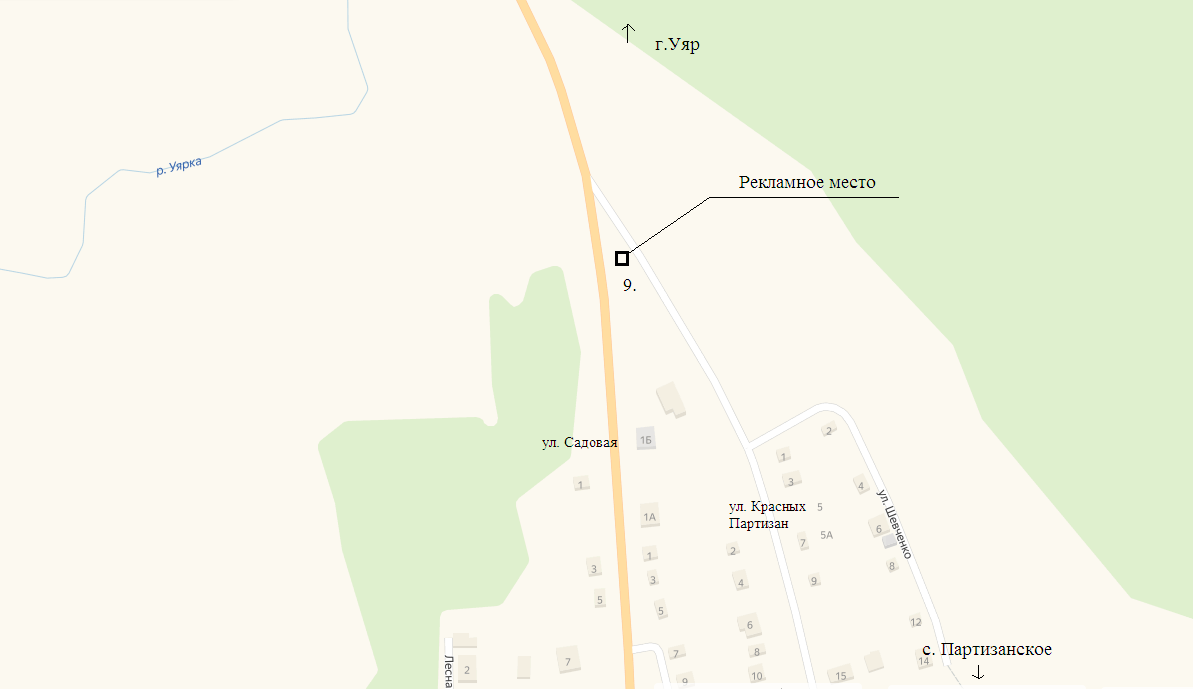 г.Уяр
р. Уярка
Рекламное место
9.
1Б
ул. Садовая
2
1
3
1
4
ул. Шевченко
ул. Красных
Партизан
5
1А
6
5А
7
2
1
3
8
3
4
9
5
5
6
12
7
8
с. Партизанское
7
14
Лесна
2
9
10
15